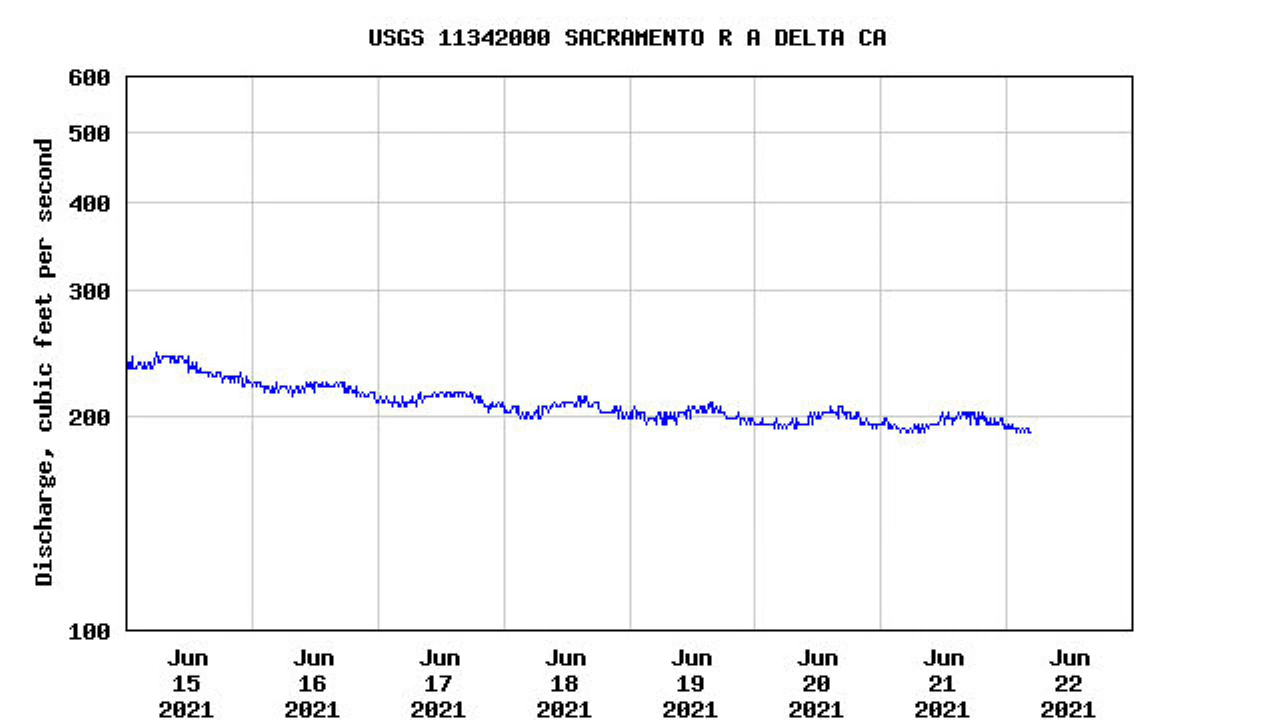 USGS 11342000 SACRAMENTO R A DELTA CA
600
500
400
300
200
100
Discharge, cubic feet per second
Jun Jun Jun Jun Jun Jun Jun Jun
15 16 17 18 19 20 21 22
2021 2021 2021 2021 2021 2021 2021 2021